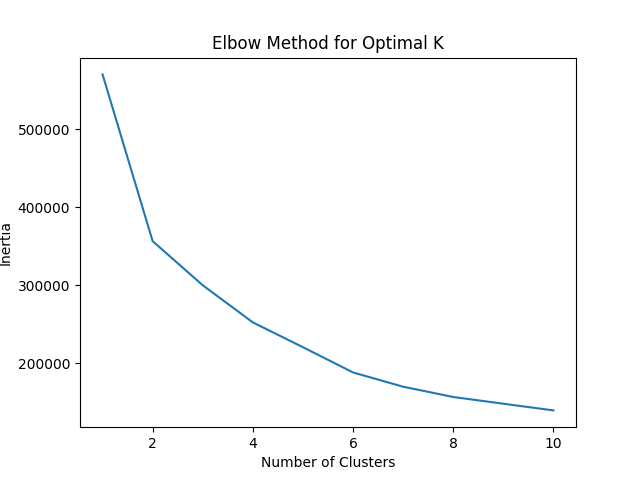 Elbow Method for Optimal K
500000
400000
300000
200000
Inertia
2 4 6 8 10
Number of Clusters